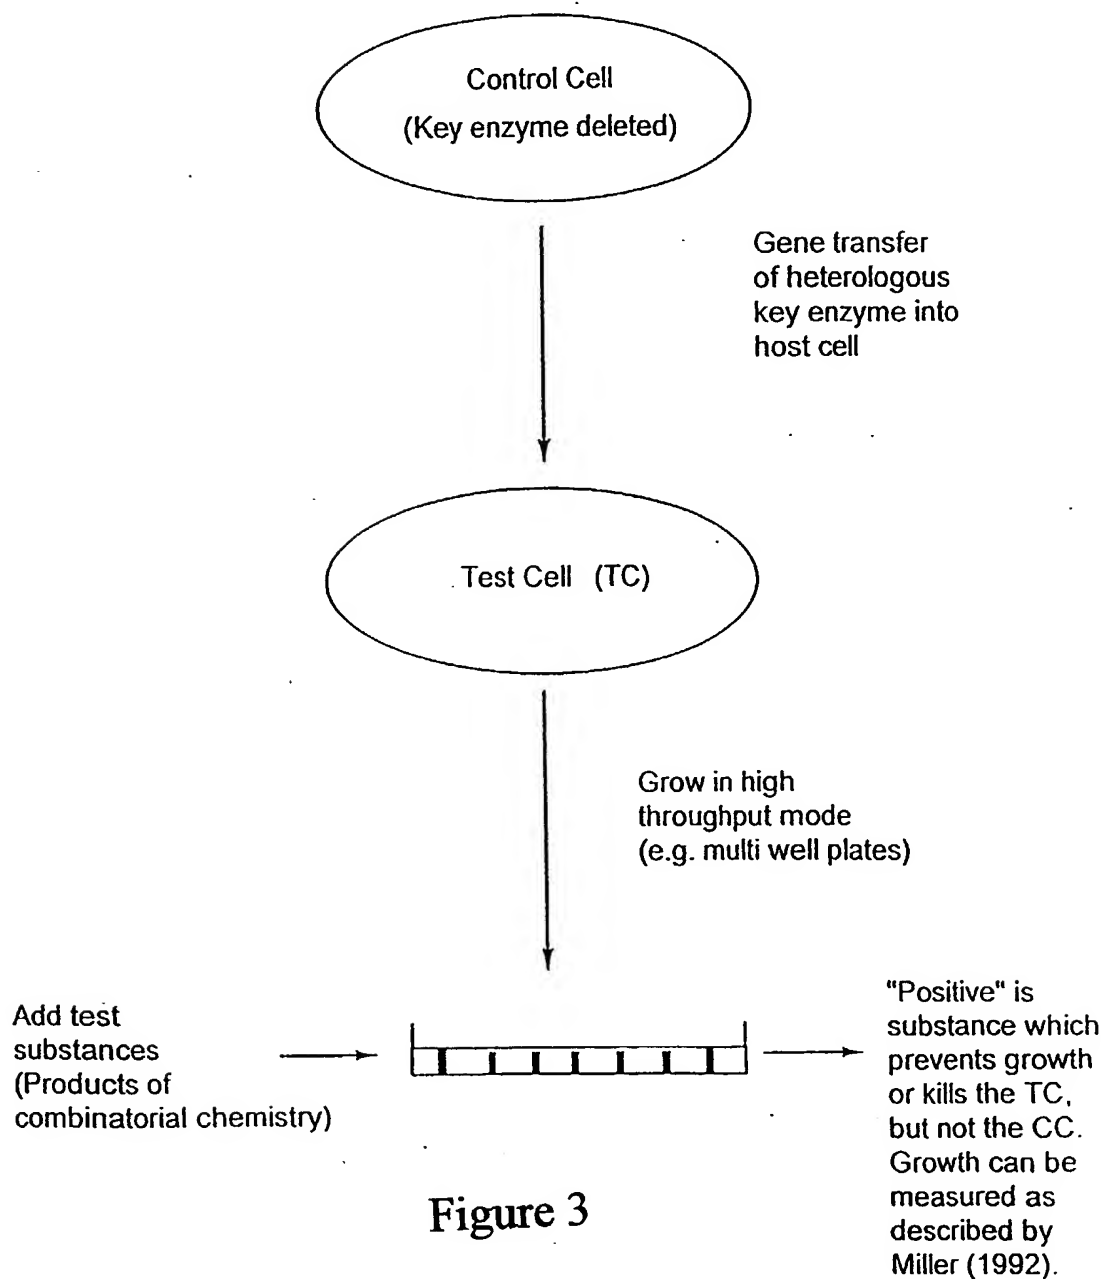 Control Cell
(Key enzyme deleted)
Gene transfer
of heterologous
key enzyme into
host cell
Test Cell (TC)
Grow in high
throughput mode
(e.g. multi well plates)
Add test
substances
(Products of
combinatorial chemistry)
"Positive" is
substance which
prevents growth
or kills the TC,
but not the CC.
Growth can be
measured as
described by
Miller (1992).
Figure 3